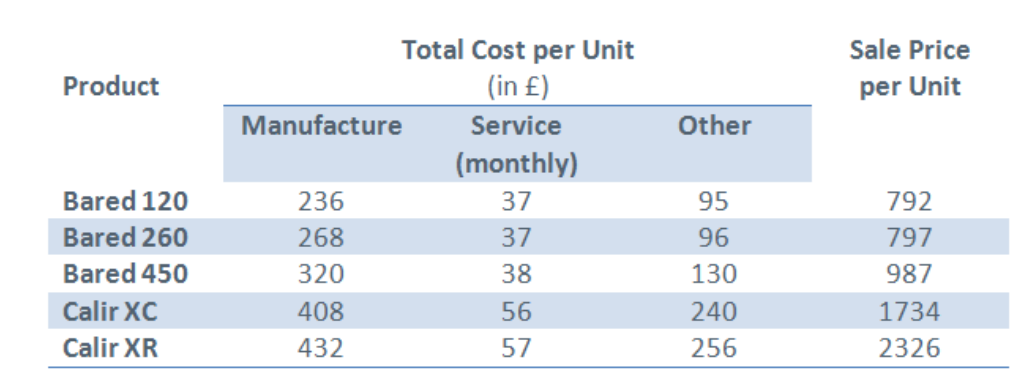 Total Cost per Unit Sale Price
Product (in £) per Unit
Manufacture Service Other
(monthly)
Bared 120 236 37 95 792
Bared 260 268 37 96 797
Bared 450 320 38 130 987
Calir XC 408 56 240 1734
Calir XR 432 57 256 2326